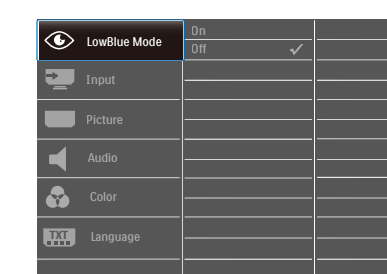 LowBlue Mode
On
Off
Input
Picture
Audio
Color
TXT
Language